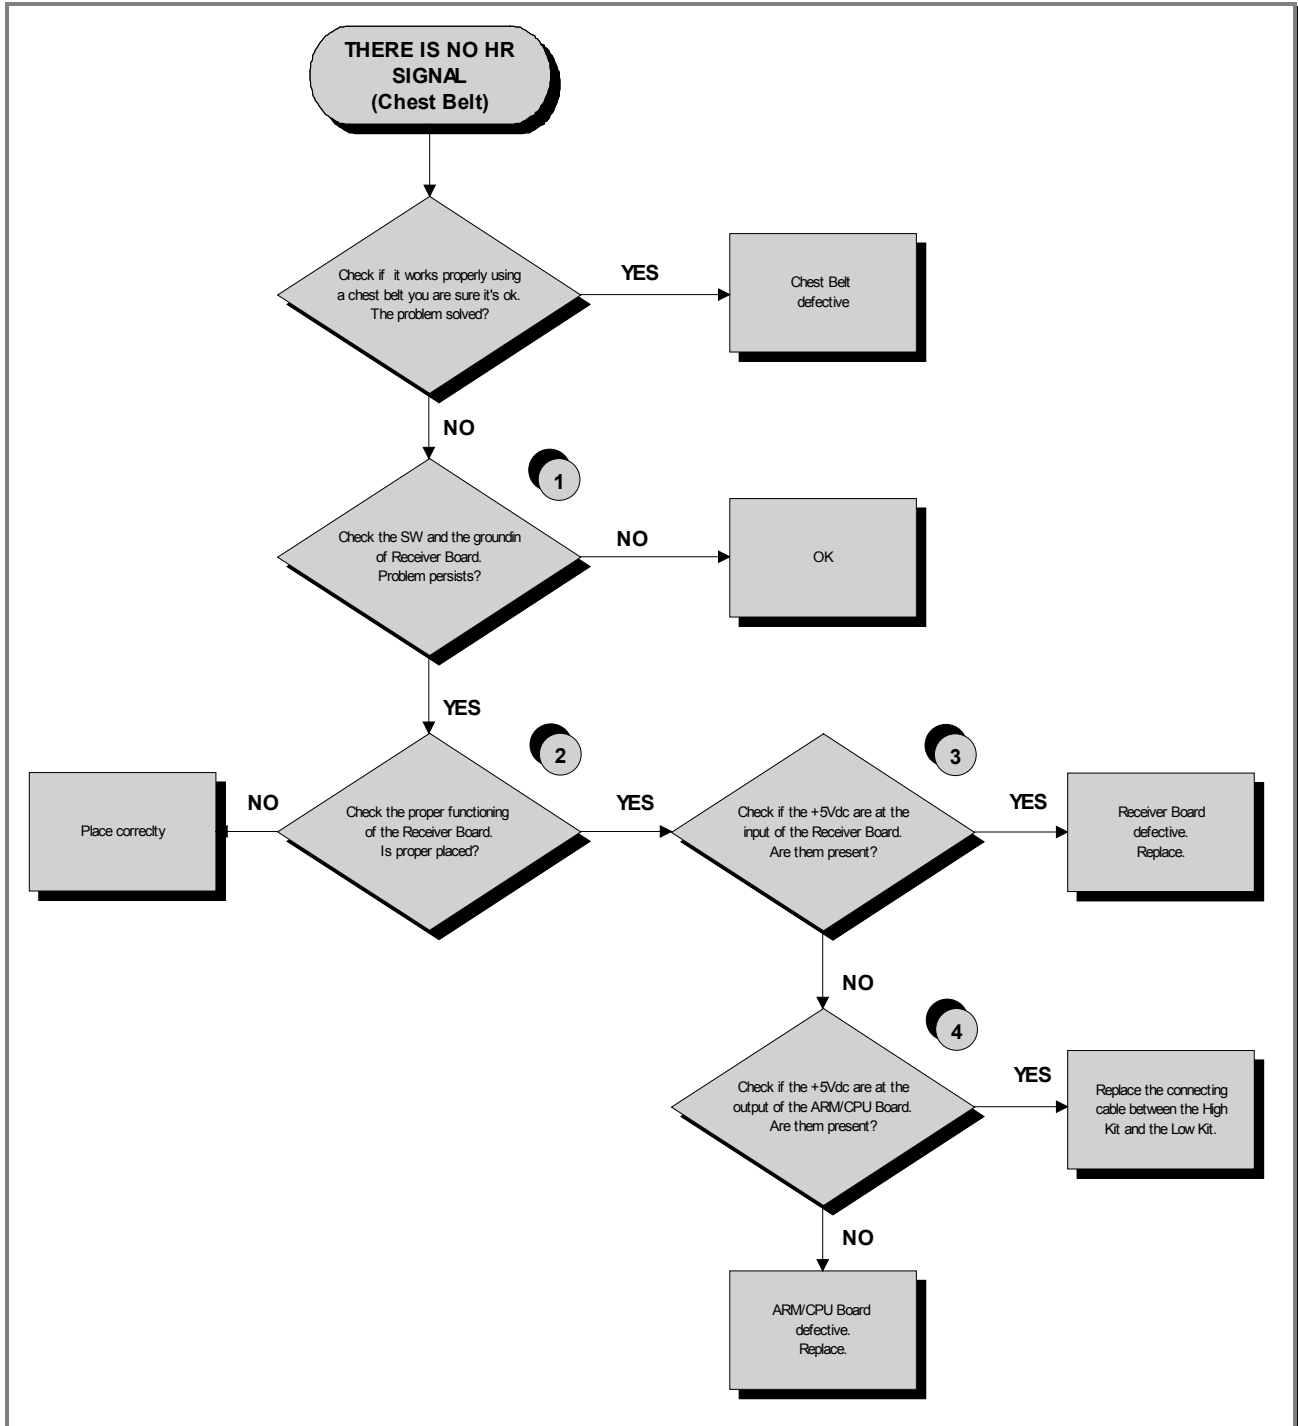 THERE IS NO HR
SIGNAL
(Chest Belt)
Check if it works properly using
a chest belt you are sure it's ok.
The problem solved?
YES
Chest Belt
defective
NO
1
Check the SW and the groundin
of Receiver Board.
Problem persists?
NO
OK
YES
2
Check the proper functioning
of the Receiver Board.
Is proper placed?
NO
Place correclty
YES
3
Check if the +5Vdc are at the
input of the Receiver Board.
Are them present?
YES
Receiver Board
defective.
Replace.
NO
4
Check if the +5Vdc are at the
output of the ARM/CPU Board.
Are them present?
YES
Replace the connecting
cable between the High
Kit and the Low Kit.
NO
ARM/CPU Board
defective.
Replace.